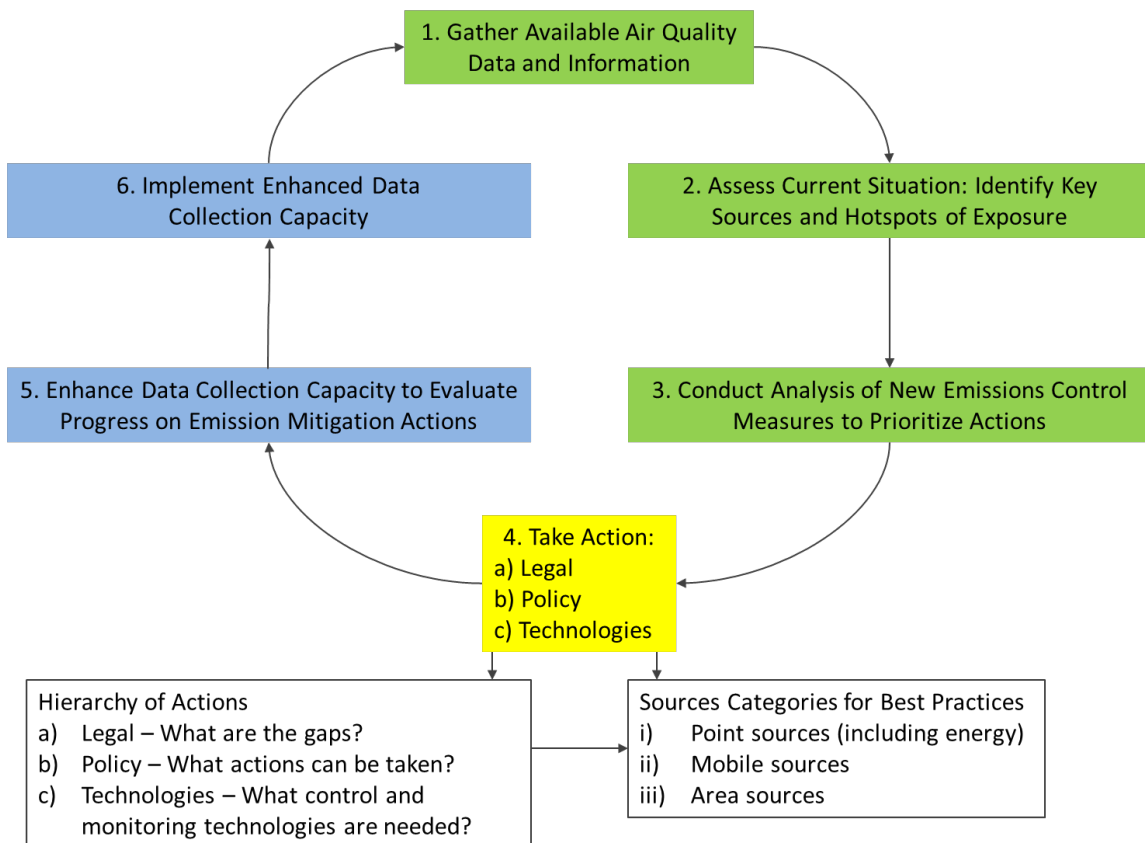 1. Gather Available Air Quality
Data and Information
6. Implement Enhanced Data
Collection Capacity
2. Assess Current Situation: Identify Key
Sources and Hotspots of Exposure
5. Enhance Data Collection Capacity to Evaluate
Progress on Emission Mitigation Actions
3. Conduct Analysis of New Emissions Control
Measures to Prioritize Actions
4. Take Action:
a) Legal
b) Policy
c) Technologies
Hierarchy of Actions
a) Legal – What are the gaps?
b) Policy – What actions can be taken?
c) Technologies – What control and
monitoring technologies are needed?
Sources Categories for Best Practices
i) Point sources (including energy)
ii) Mobile sources
iii) Area sources